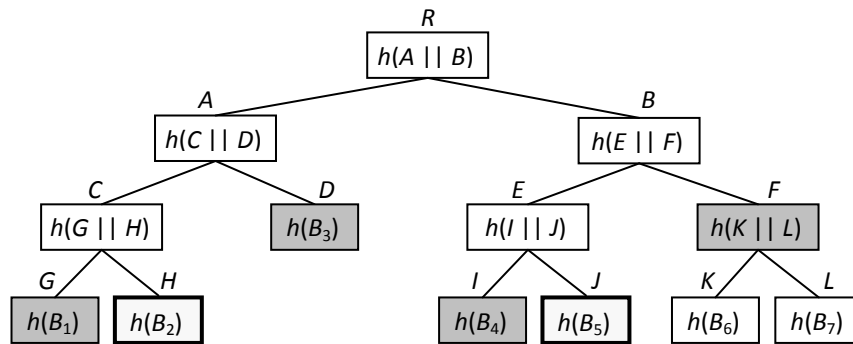 R
h(A || B)
A B
h(C || D) h(E || F)
C D E F
h(G || H) h(B₃) h(I || J) h(K || L)
G H I J K L
h(B₁) h(B₂) h(B₄) h(B₅) h(B₆) h(B₇)